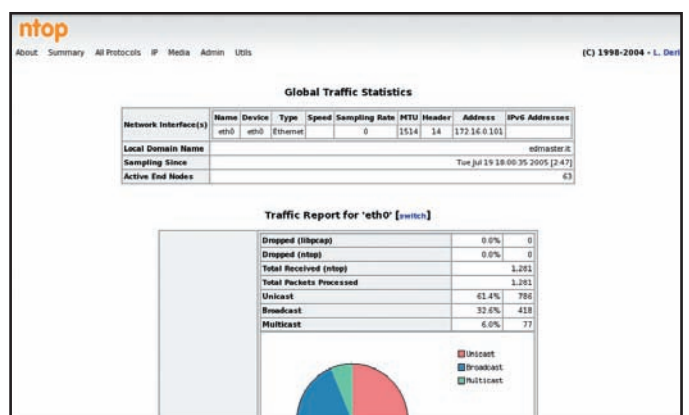 ntop
About Summary All Protocols IP Media Admin Utils
(C) 1998-2004 - L. Deri
Global Traffic Statistics
Network Interface(s) Name Device Type Speed Sampling Rate MTU Header Address IPv6 Addresses
eth0 eth0 Ethernet 0 1514 14 172.16.0.101
Local Domain Name edmaster.it
Sampling Since Tue Jul 19 18:00:35 2005 [2:47]
Active End Nodes 63
Traffic Report for 'eth0' [switch]
Dropped (libpcap) 0.0% 0
Dropped (ntop) 0.0% 0
Total Received (ntop) 1,281
Total Packets Processed 1,281
Unicast 61.4% 786
Broadcast 32.6% 418
Multicast 6.0% 77
Unicast
Broadcast
Multicast